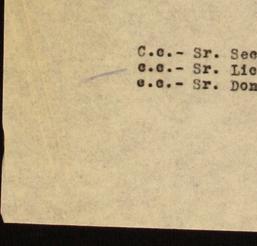 C.c.- Sr. Sec
c.c.- Sr. Lic
c.c.- Sr. Don